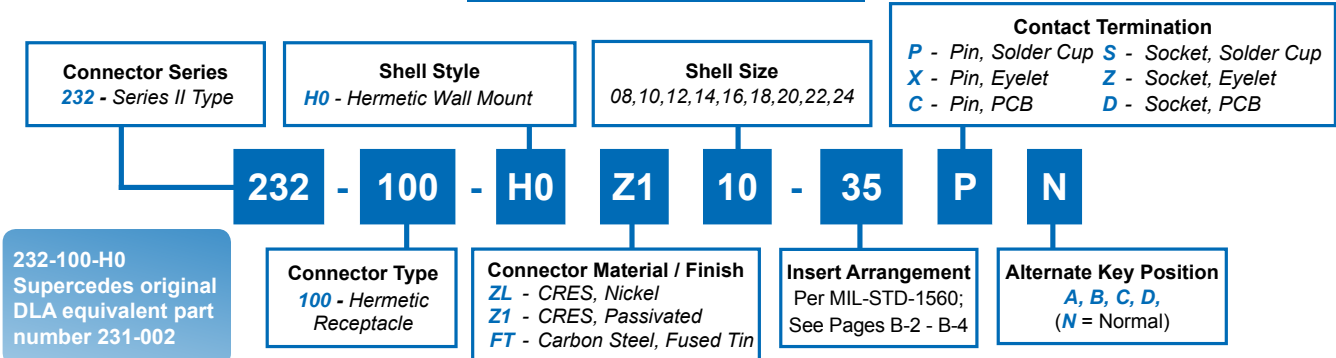 Connector Series
232 - Series II Type
Shell Style
H0 - Hermetic Wall Mount
Shell Size
08,10,12,14,16,18,20,22,24
Contact Termination
P - Pin, Solder Cup S - Socket, Solder Cup
X - Pin, Eyelet Z - Socket, Eyelet
C - Pin, PCB D - Socket, PCB
232 - 100 - H0 Z1 10 - 35 P N
232-100-H0
Supercedes original
DLA equivalent part
number 231-002
Connector Type
100 - Hermetic
Receptacle
Connector Material / Finish
ZL - CRES, Nickel
Z1 - CRES, Passivated
FT - Carbon Steel, Fused Tin
Insert Arrangement
Per MIL-STD-1560;
See Pages B-2 - B-4
Alternate Key Position
A, B, C, D,
(N = Normal)